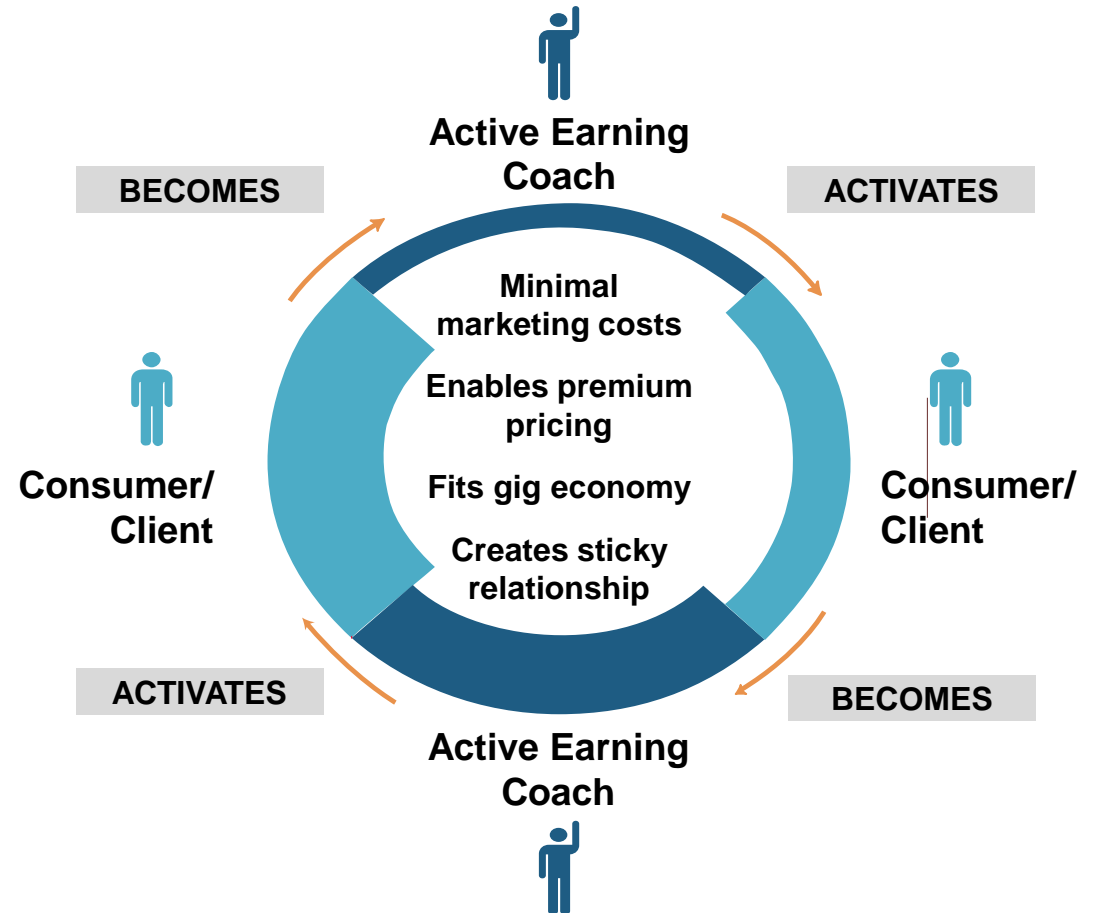 Active Earning
Coach
BECOMES
ACTIVATES
Minimal
marketing costs
Enables premium
pricing
Fits gig economy
Creates sticky
relationship
Consumer/
Client
Consumer/
Client
ACTIVATES
BECOMES
Active Earning
Coach